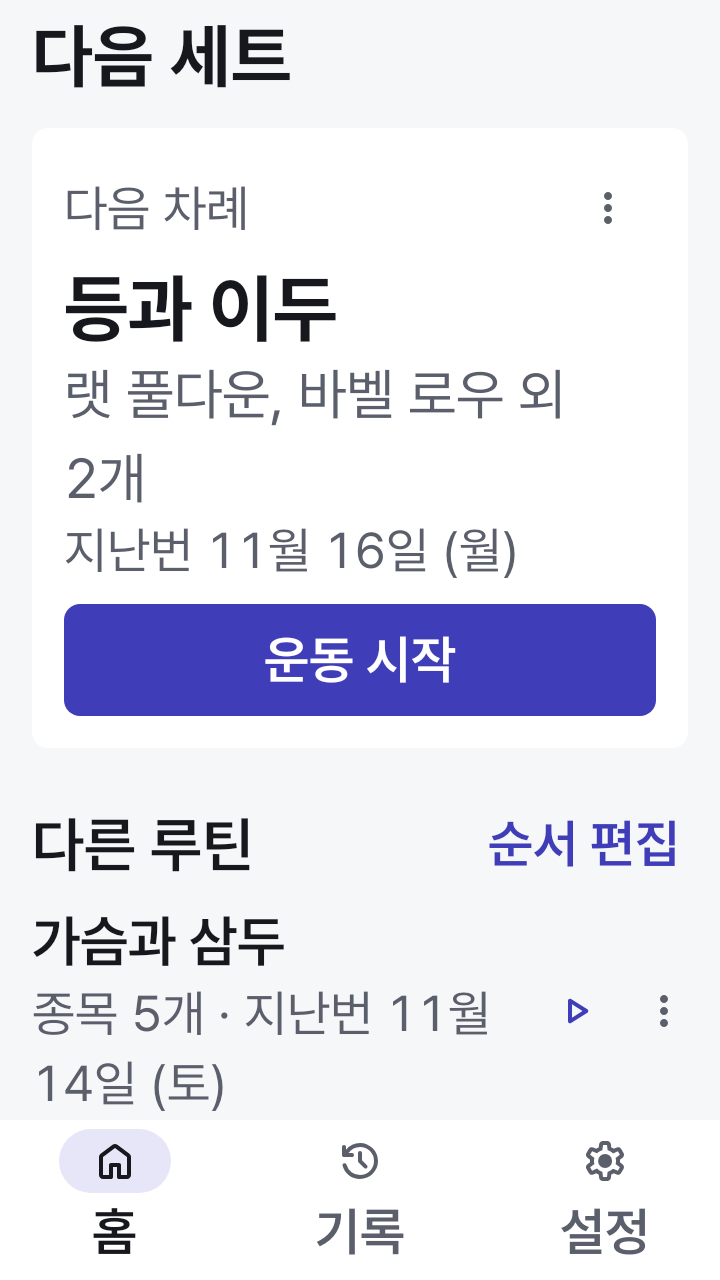 다음 세트
다음 차례
등과 이두
랫 풀다운, 바벨 로우 외
2개
지난번 11월 16일 (월)
운동 시작
다른 루틴
순서 편집
가슴과 삼두
종목 5개 · 지난번 11월
14일 (토)
홈
기록
설정